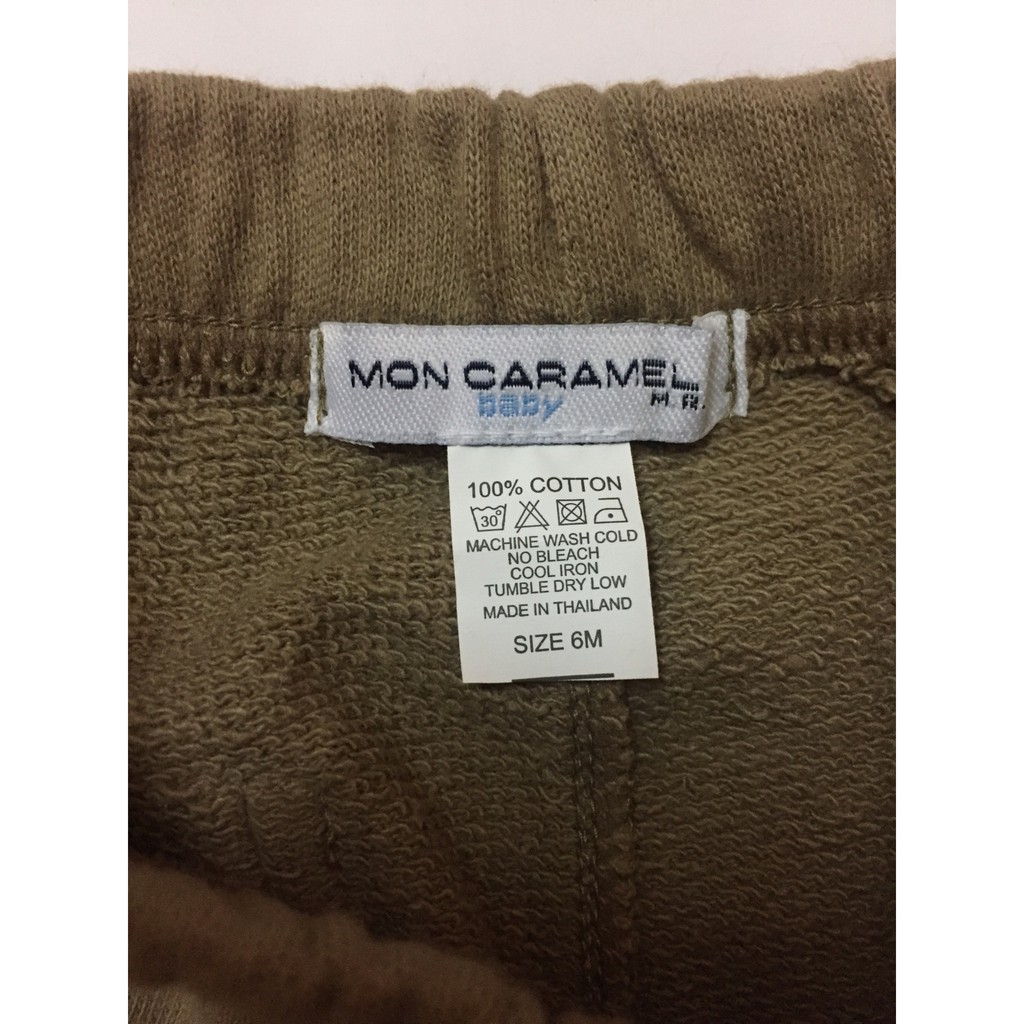 MON CARAMEL
baby M.R.
100% COTTON
30°
MACHINE WASH COLD
NO BLEACH
COOL IRON
TUMBLE DRY LOW
MADE IN THAILAND
SIZE 6M